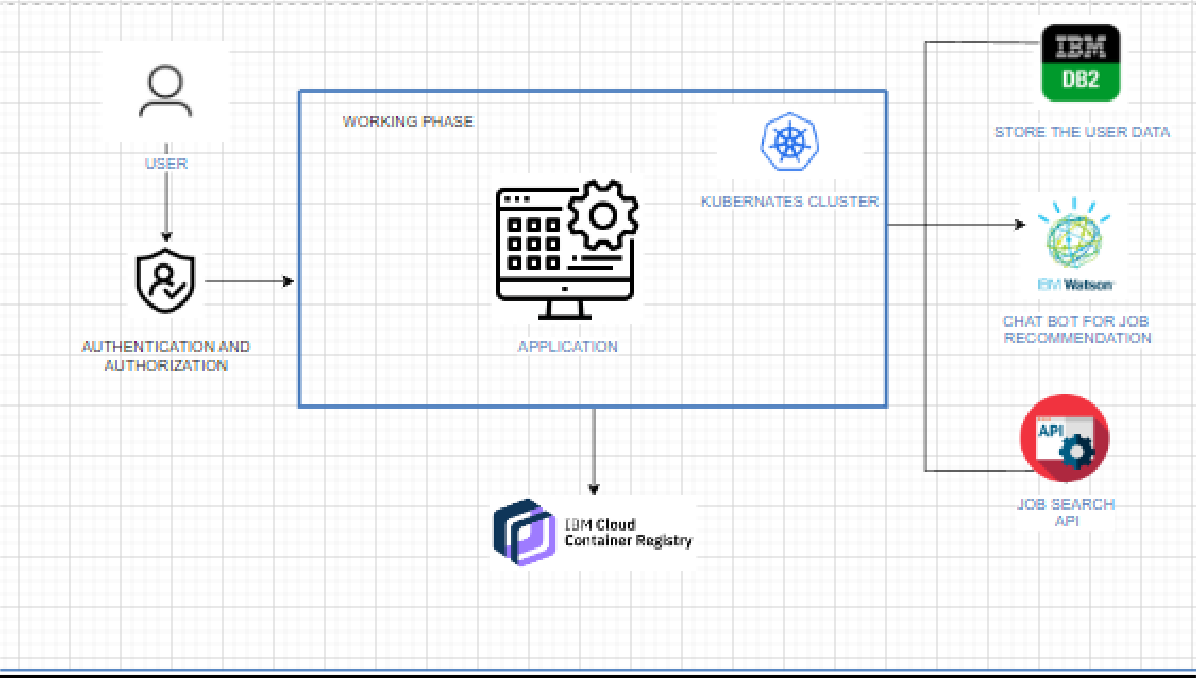 USER
AUTHENTICATION AND
AUTHORIZATION
WORKING PHASE
KUBERNATES CLUSTER
APPLICATION
IBM Cloud
Container Registry
IBM
DB2
STORE THE USER DATA
IBM Watson
CHAT BOT FOR JOB
RECOMMENDATION
API
JOB SEARCH
API